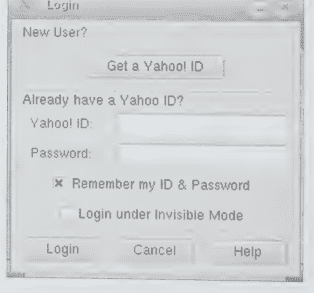 Login
New User?
Get a Yahoo! ID
Already have a Yahoo ID?
Yahoo! ID:
Password:
Remember my ID & Password
Login under Invisible Mode
Login Cancel Help